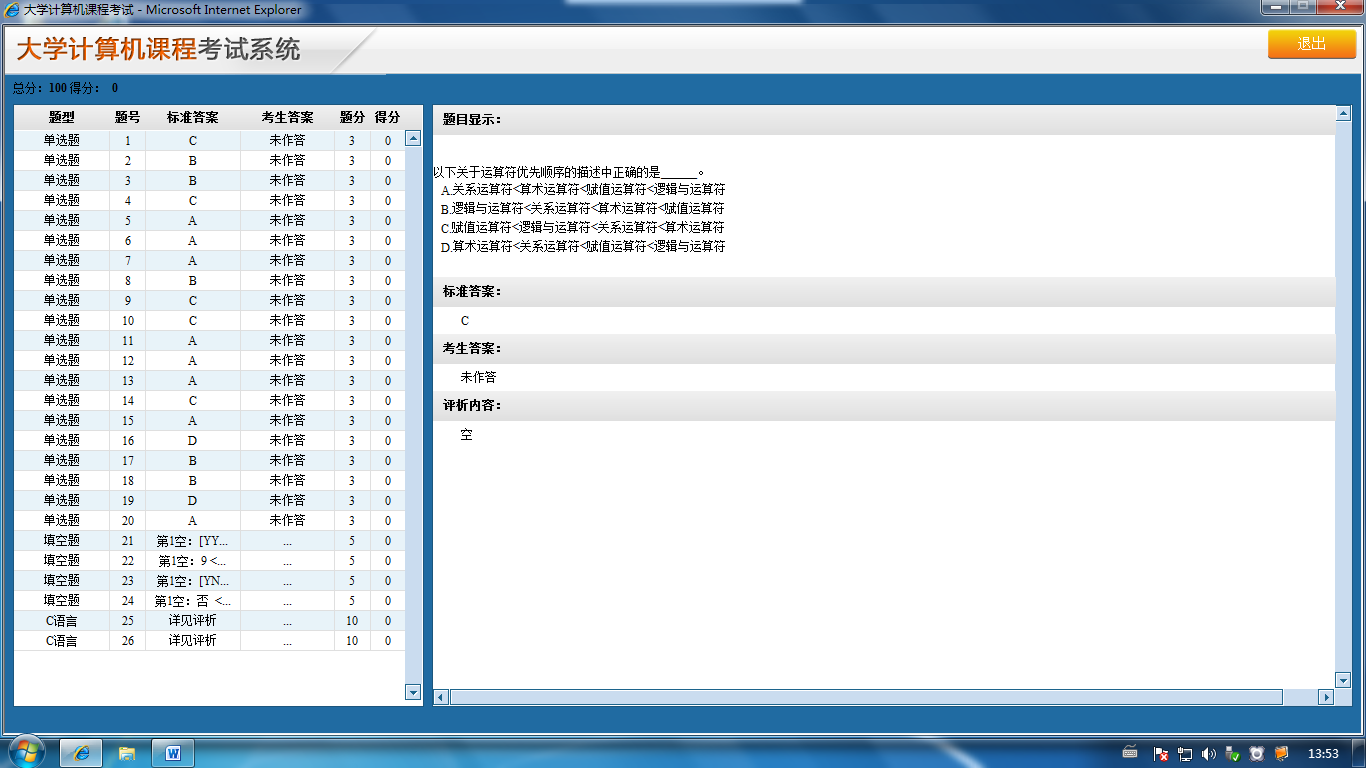 大学计算机课程考试 - Microsoft Internet Explorer
大学计算机课程考试系统
退出
总分：100 得分： 0
题型 题号 标准答案 考生答案 题分 得分
单选题 1 C 未作答 3 0
单选题 2 B 未作答 3 0
单选题 3 B 未作答 3 0
单选题 4 C 未作答 3 0
单选题 5 A 未作答 3 0
单选题 6 A 未作答 3 0
单选题 7 A 未作答 3 0
单选题 8 B 未作答 3 0
单选题 9 C 未作答 3 0
单选题 10 C 未作答 3 0
单选题 11 A 未作答 3 0
单选题 12 A 未作答 3 0
单选题 13 A 未作答 3 0
单选题 14 C 未作答 3 0
单选题 15 A 未作答 3 0
单选题 16 D 未作答 3 0
单选题 17 B 未作答 3 0
单选题 18 B 未作答 3 0
单选题 19 D 未作答 3 0
单选题 20 A 未作答 3 0
填空题 21 第1空：[YY... ... 5 0
填空题 22 第1空：9 <... ... 5 0
填空题 23 第1空：[YN... ... 5 0
填空题 24 第1空：否 <... ... 5 0
C语言 25 详见评析 ... 10 0
C语言 26 详见评析 ... 10 0
题目显示：
以下关于运算符优先顺序的描述中正确的是______。
A.关系运算符<算术运算符<赋值运算符<逻辑与运算符
B.逻辑与运算符<关系运算符<算术运算符<赋值运算符
C.赋值运算符<逻辑与运算符<关系运算符<算术运算符
D.算术运算符<关系运算符<赋值运算符<逻辑与运算符
标准答案：
C
考生答案：
未作答
评析内容：
空
13:53